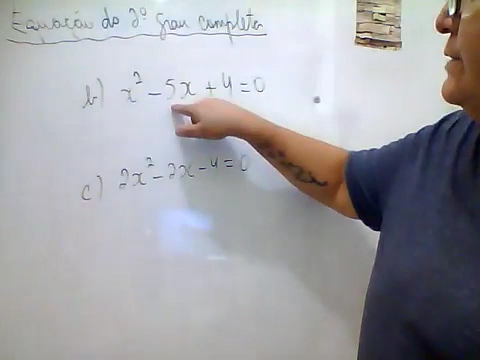 Equação do 2º grau completa
b) x² - 5x + 4 = 0
c) 2x² - 2x - 4 = 0